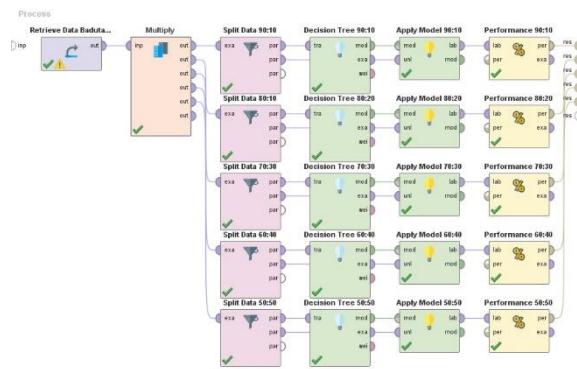 Process
Retrieve Data Baduta...
Multiply
Split Data 90:10
Decision Tree 90:10
Apply Model 90:10
Performance 90:10
inp
out
inp
out
out
out
out
out
out
exa
par
par
par
tra
mod
exa
wei
mod
unl
lab
mod
lab
per
per
exa
res
res
res
res
res
res
Split Data 80:10
Decision Tree 80:20
Apply Model 80:20
Performance 80:20
exa
par
par
par
tra
mod
exa
wei
mod
unl
lab
mod
lab
per
per
exa
Split Data 70:30
Decision Tree 70:30
Apply Model 70:30
Performance 70:30
exa
par
par
par
tra
mod
exa
wei
mod
unl
lab
mod
lab
per
per
exa
Split Data 60:40
Decision Tree 60:40
Apply Model 60:40
Performance 60:40
exa
par
par
par
tra
mod
exa
wei
mod
unl
lab
mod
lab
per
per
exa
Split Data 50:50
Decision Tree 50:50
Apply Model 50:50
Performance 50:50
exa
par
par
par
tra
mod
exa
wei
mod
unl
lab
mod
lab
per
per
exa